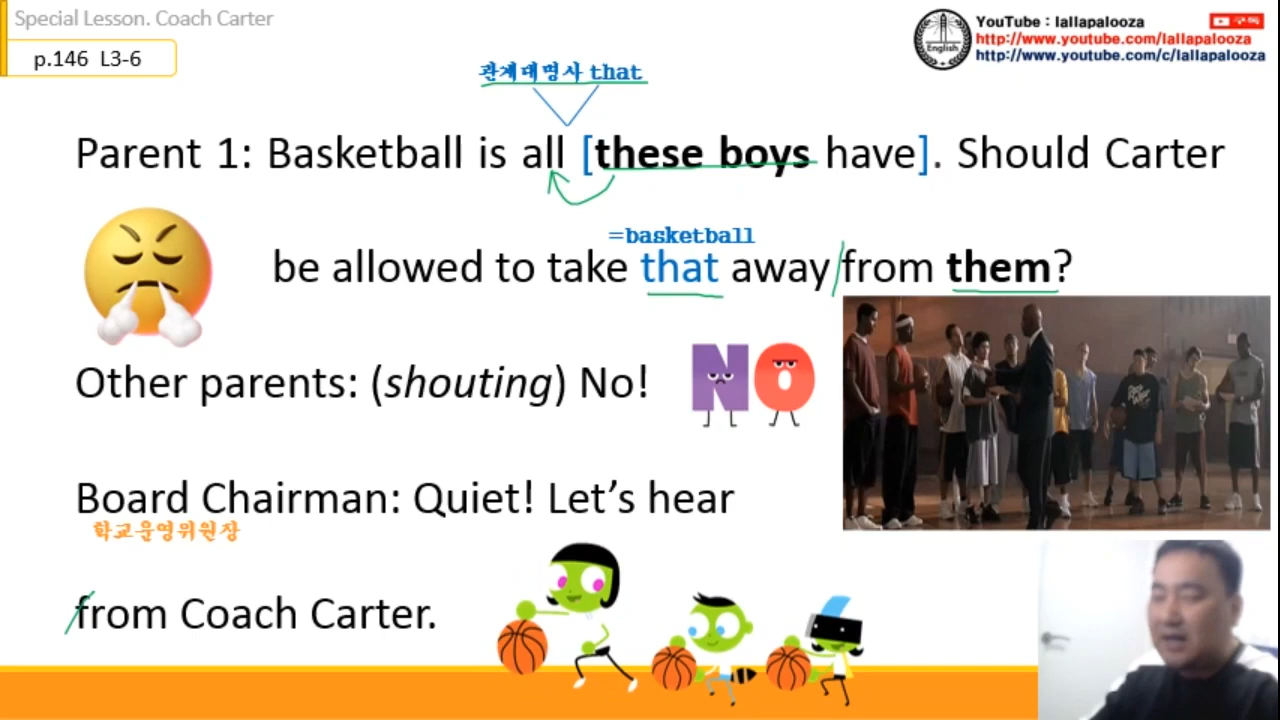 Special Lesson. Coach Carter
p.146 L3-6
English
YouTube : lallapalooza
구독
http://www.youtube.com/lallapalooza
http://www.youtube.com/c/lallapalooza
관계대명사 that
Parent 1: Basketball is all [these boys have]. Should Carter
=basketball
be allowed to take that away from them?
Other parents: (shouting) No!
NO
Board Chairman: Quiet! Let's hear
학교운영위원장
from Coach Carter.